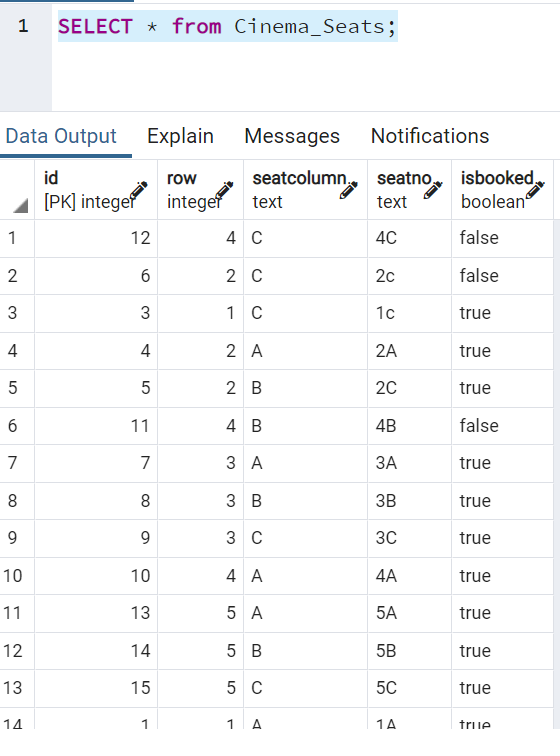 1 SELECT * from Cinema_Seats;
Data Output Explain Messages Notifications
id row seatcolumn seatno isbooked
[PK] integer integer text text boolean
1 12 4 C 4C false
2 6 2 C 2c false
3 3 1 C 1c true
4 4 2 A 2A true
5 5 2 B 2C true
6 11 4 B 4B false
7 7 3 A 3A true
8 8 3 B 3B true
9 9 3 C 3C true
10 10 4 A 4A true
11 13 5 A 5A true
12 14 5 B 5B true
13 15 5 C 5C true
14 1 1 A 1A true